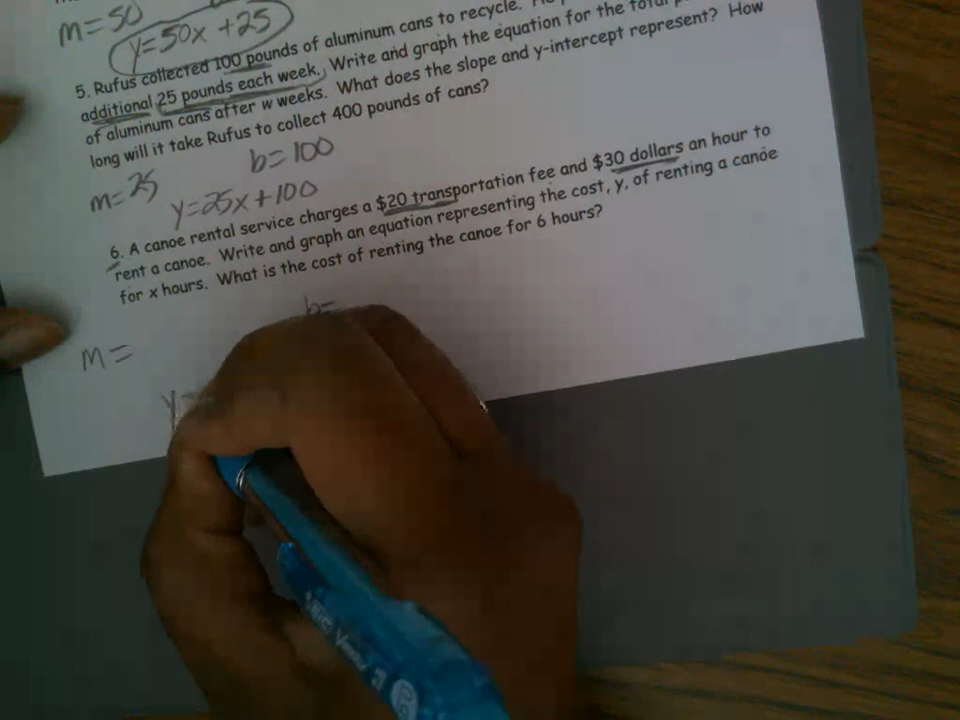 m=50
y=50x+25
5. Rufus collected 100 pounds of aluminum cans to recycle.
additional 25 pounds each week. Write and graph the equation for the total
of aluminum cans after w weeks. What does the slope and y-intercept represent? How
long will it take Rufus to collect 400 pounds of cans?
b=100
m=25
y=25x+100
6. A canoe rental service charges a $20 transportation fee and $30 dollars an hour to
rent a canoe. Write and graph an equation representing the cost, y, of renting a canoe
for x hours. What is the cost of renting the canoe for 6 hours?
b=
m=
y=